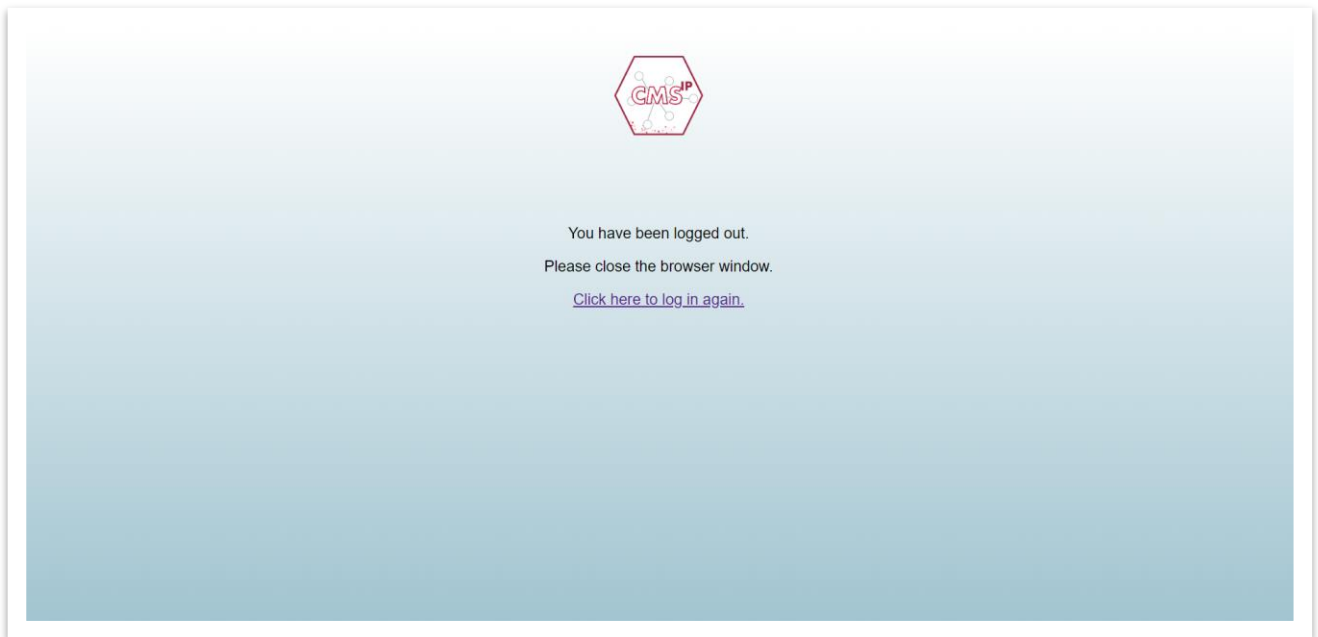 CMS IP
You have been logged out.
Please close the browser window.
Click here to log in again.